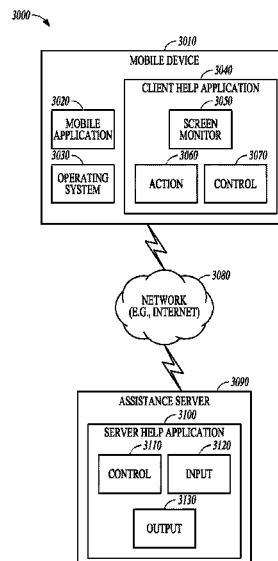 3000
3010
MOBILE DEVICE
3040
CLIENT HELP APPLICATION
3020
MOBILE
APPLICATION
3050
SCREEN
MONITOR
3030
OPERATING
SYSTEM
3060
ACTION
3070
CONTROL
3080
NETWORK
(E.G., INTERNET)
3090
ASSISTANCE SERVER
3100
SERVER HELP APPLICATION
3110
CONTROL
3120
INPUT
3130
OUTPUT